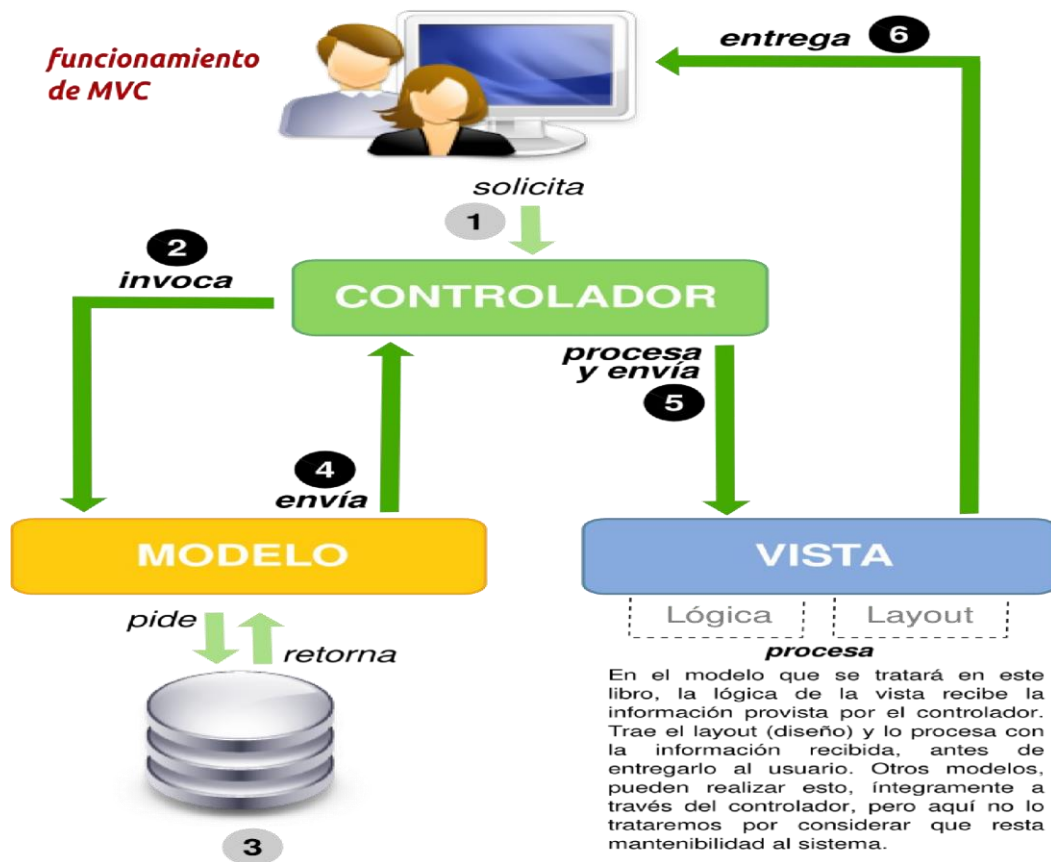 funcionamiento
de MVC
entrega 6
solicita
1
2
invoca
CONTROLADOR
procesa
y envía
5
4
envía
MODELO
VISTA
pide
retorna
3
Lógica
Layout
procesa
En el modelo que se tratará en este
libro, la lógica de la vista recibe la
información provista por el controlador.
Trae el layout (diseño) y lo procesa con
la información recibida, antes de
entregarlo al usuario. Otros modelos,
pueden realizar esto, íntegramente a
través del controlador, pero aquí no lo
trataremos por considerar que resta
mantenibilidad al sistema.